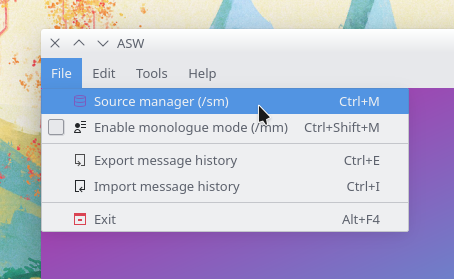 ASW
File Edit Tools Help
Source manager (/sm) Ctrl+M
Enable monologue mode (/mm) Ctrl+Shift+M
Export message history Ctrl+E
Import message history Ctrl+I
Exit Alt+F4